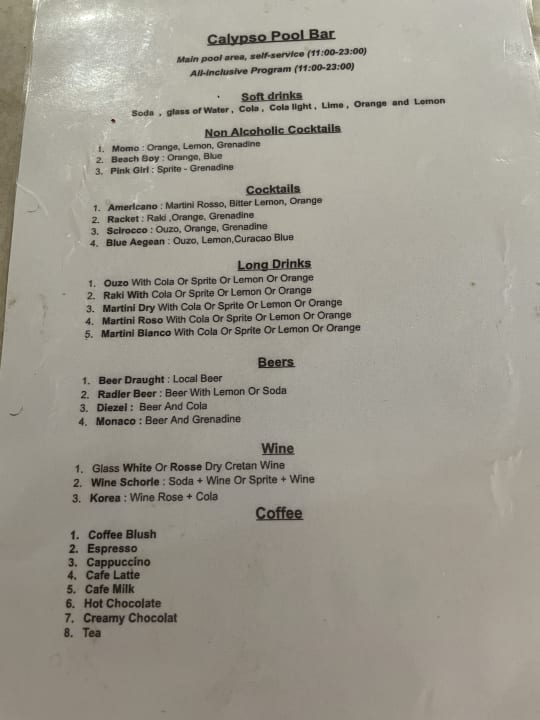 Calypso Pool Bar
Main pool area, self-service (11:00-23:00)
All-inclusive Program (11:00-23:00)
Soft drinks
Soda , glass of Water , Cola , Cola light , Lime , Orange and Lemon
Non Alcoholic Cocktails
1. Momo : Orange, Lemon, Grenadine
2. Beach Boy : Orange, Blue
3. Pink Girl : Sprite - Grenadine
Cocktails
1. Americano : Martini Rosso, Bitter Lemon, Orange
2. Racket : Raki ,Orange, Grenadine
3. Scirocco : Ouzo, Orange, Grenadine
4. Blue Aegean : Ouzo, Lemon,Curacao Blue
Long Drinks
1. Ouzo With Cola Or Sprite Or Lemon Or Orange
2. Raki With Cola Or Sprite Or Lemon Or Orange
3. Martini Dry With Cola Or Sprite Or Lemon Or Orange
4. Martini Roso With Cola Or Sprite Or Lemon Or Orange
5. Martini Bianco With Cola Or Sprite Or Lemon Or Orange
Beers
1. Beer Draught : Local Beer
2. Radler Beer : Beer With Lemon Or Soda
3. Diezel : Beer And Cola
4. Monaco : Beer And Grenadine
Wine
1. Glass White Or Rosse Dry Cretan Wine
2. Wine Schorle : Soda + Wine Or Sprite + Wine
3. Korea : Wine Rose + Cola
Coffee
1. Coffee Blush
2. Espresso
3. Cappuccino
4. Cafe Latte
5. Cafe Milk
6. Hot Chocolate
7. Creamy Chocolat
8. Tea